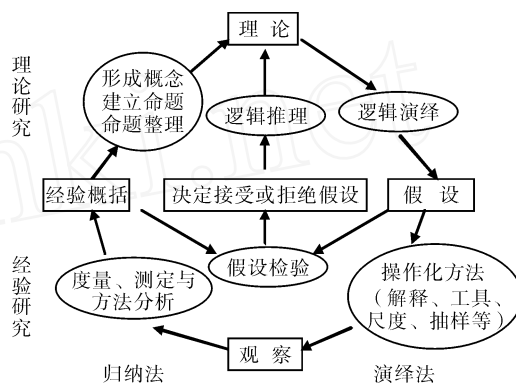 理 论
理论研究
形成概念
建立命题
命题整理
逻辑推理
逻辑演绎
经验概括
决定接受或拒绝假设
假 设
经验研究
度量、测定与
方法分析
假设检验
操作化方法
（解释、工具、
尺度、抽样等）
观 察
归纳法
演绎法